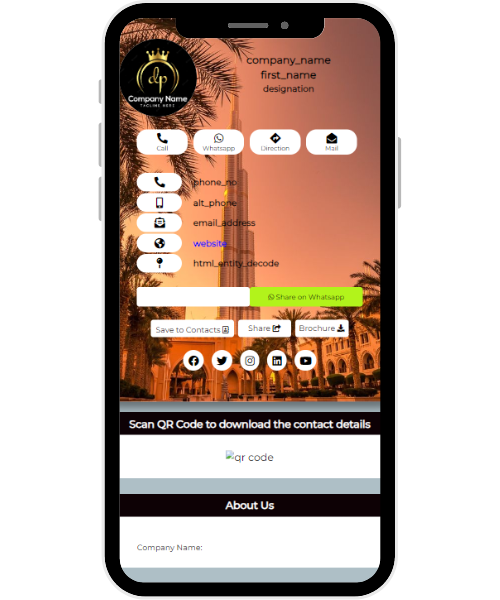 dp
Company Name
TAGLINE HERE
company_name
first_name
designation
Call
Whatsapp
Direction
Mail
phone_no
alt_phone
email_address
website
html_entity_decode
Share on Whatsapp
Save to Contacts
Share
Brochure
Scan QR Code to download the contact details
qr code
About Us
Company Name: